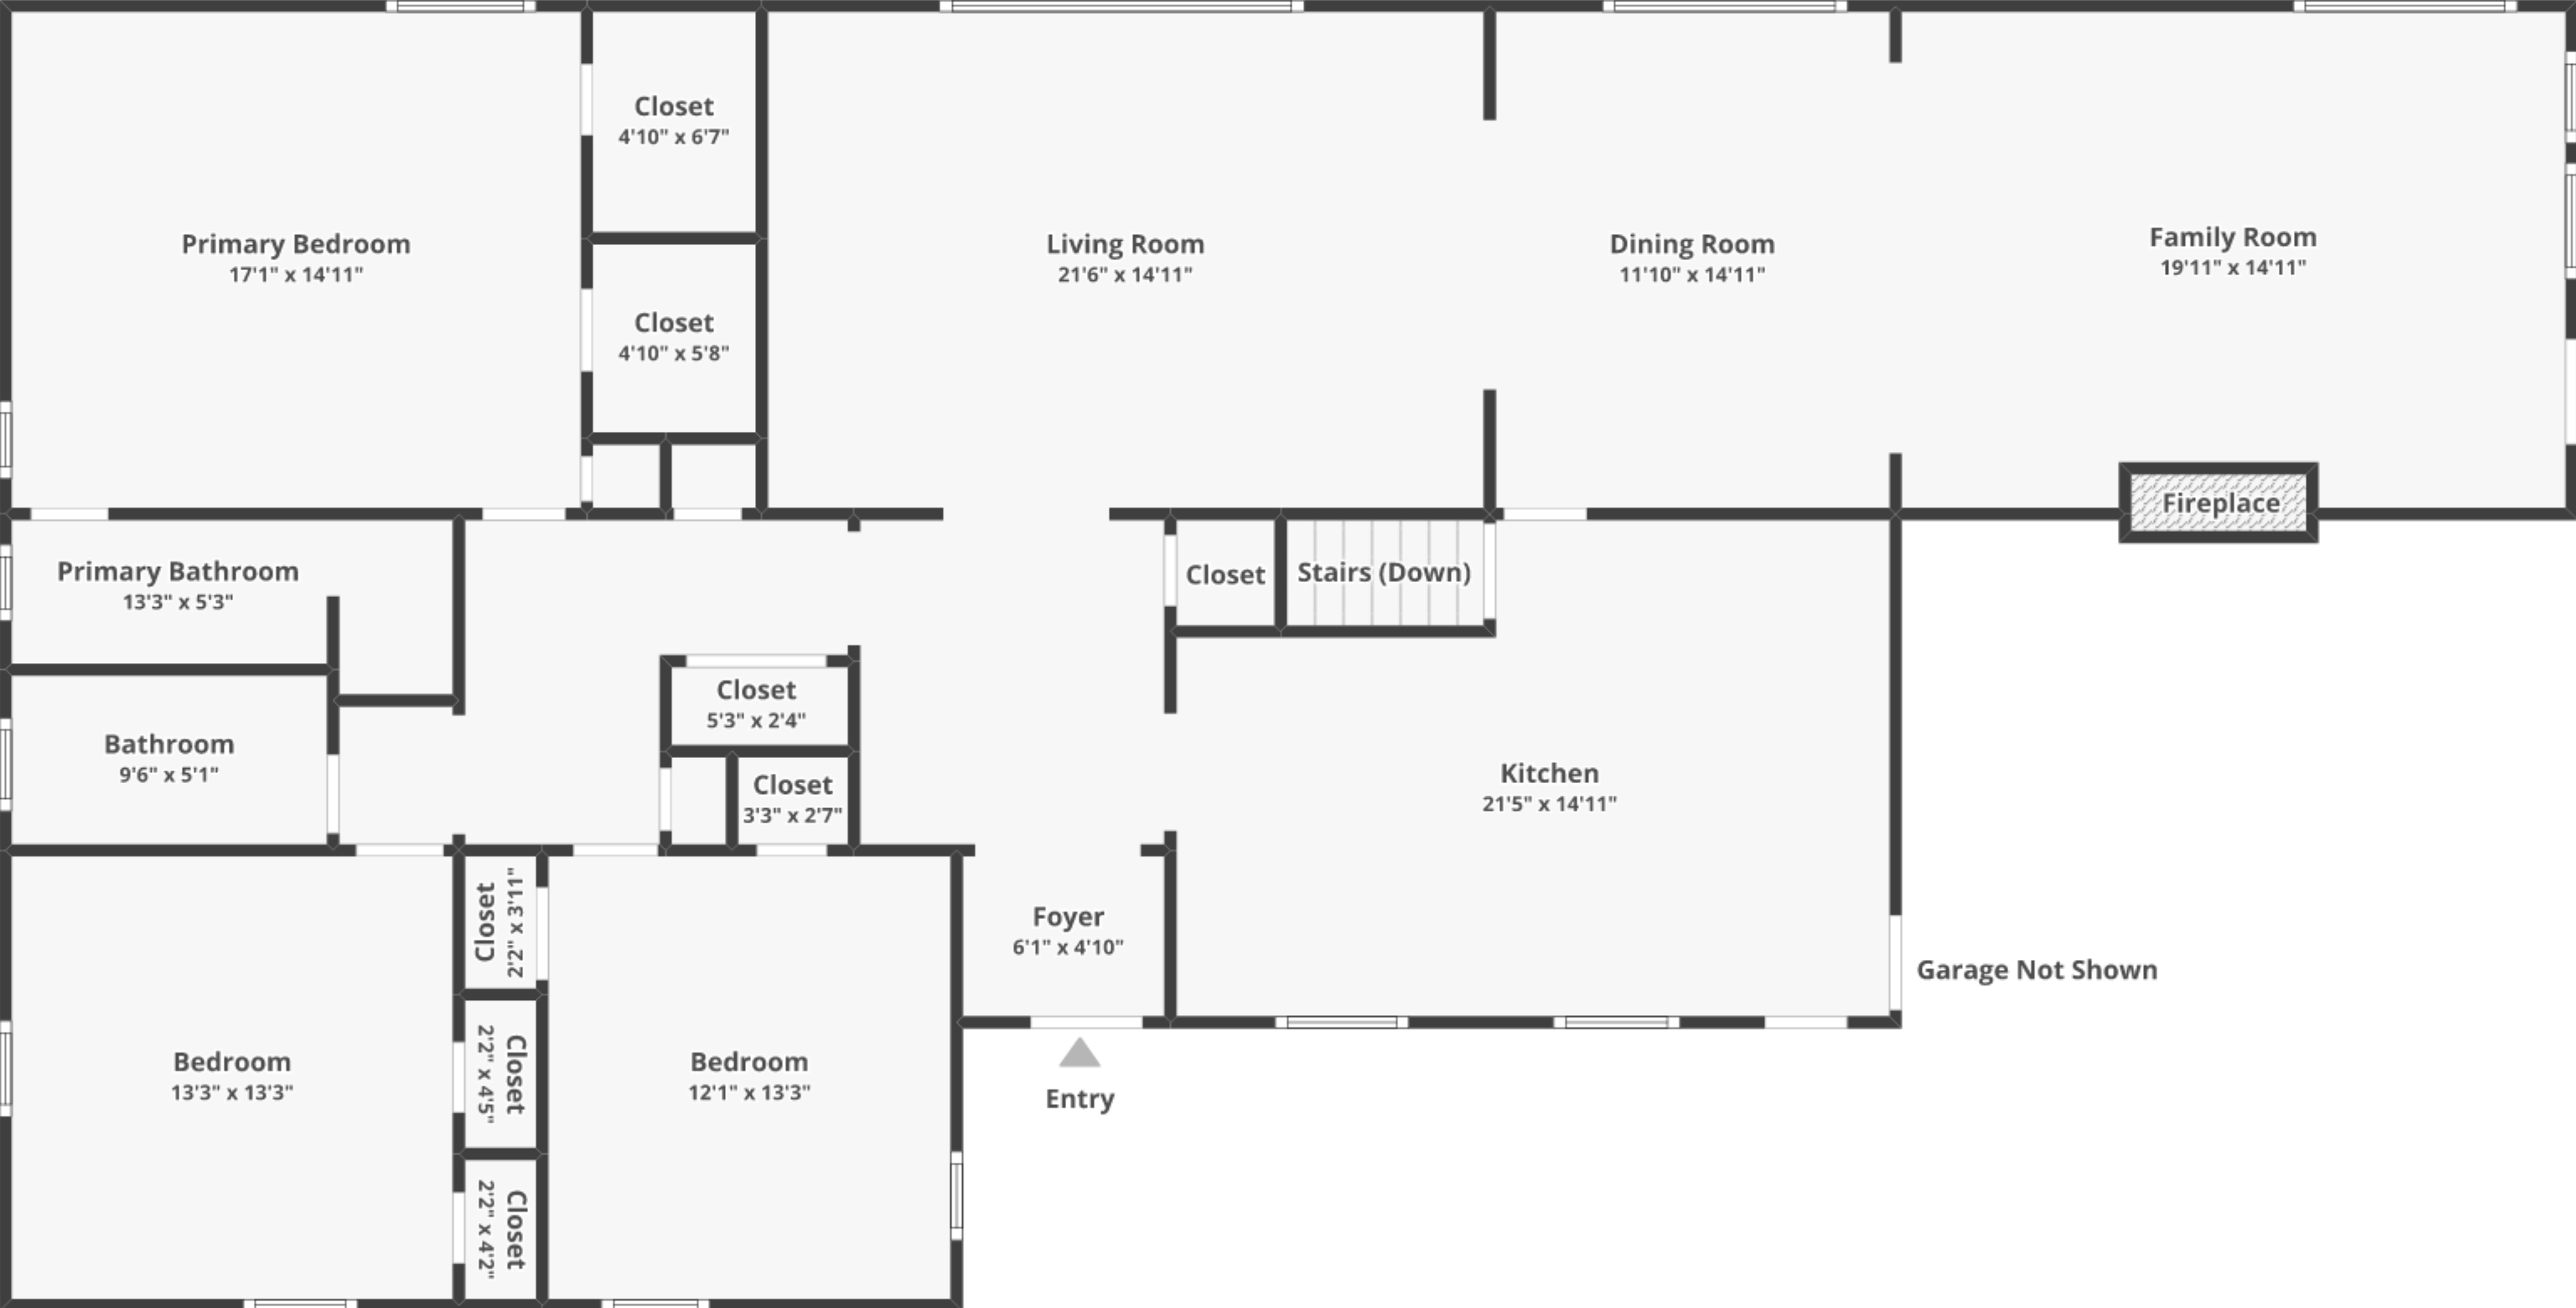 Closet
4'10" x 6'7"
Primary Bedroom
17'1" x 14'11"
Living Room
21'6" x 14'11"
Dining Room
11'10" x 14'11"
Family Room
19'11" x 14'11"
Closet
4'10" x 5'8"
Fireplace
Primary Bathroom
13'3" x 5'3"
Closet
Stairs (Down)
Closet
5'3" x 2'4"
Bathroom
9'6" x 5'1"
Closet
3'3" x 2'7"
Kitchen
21'5" x 14'11"
Closet
2'2" x 3'11"
Foyer
6'1" x 4'10"
Garage Not Shown
Bedroom
13'3" x 13'3"
Closet
2'2" x 4'5"
Bedroom
12'1" x 13'3"
Entry
Closet
2'2" x 4'2"